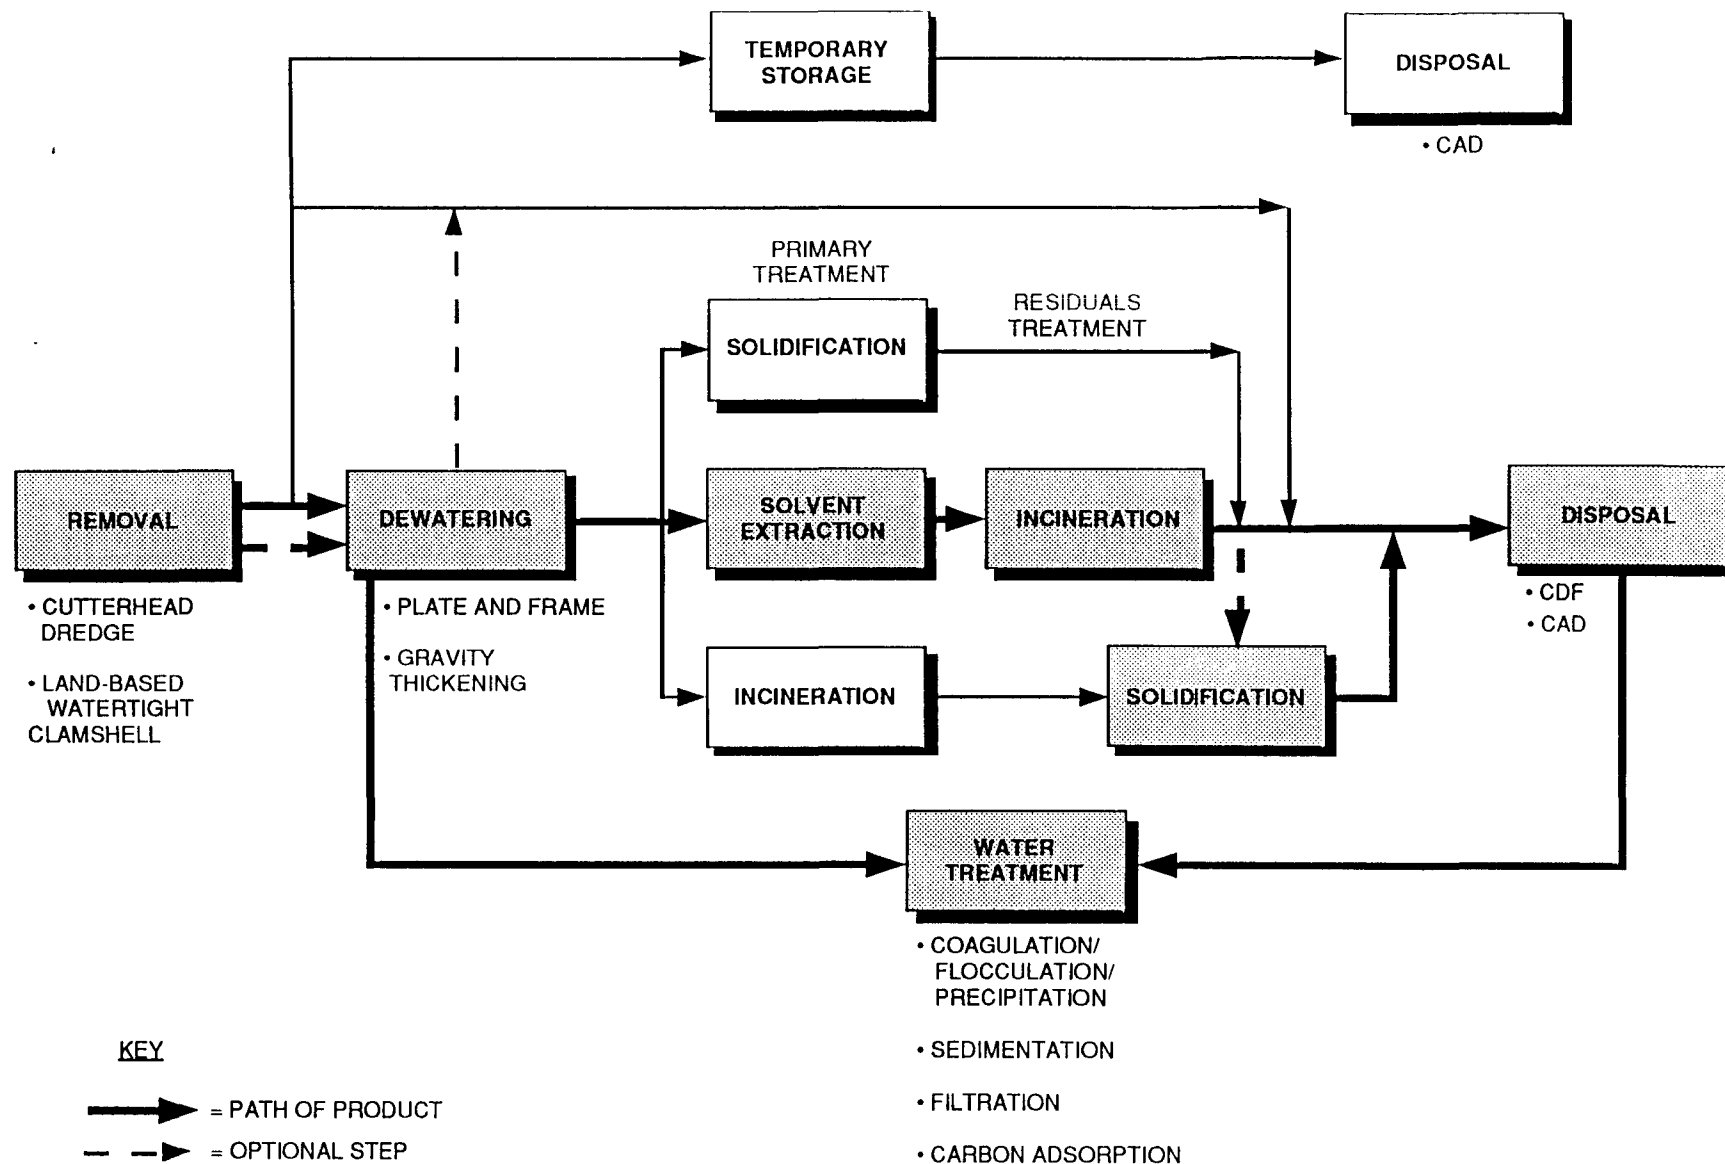 TEMPORARY
STORAGE
DISPOSAL
• CAD
PRIMARY
TREATMENT
RESIDUALS
TREATMENT
SOLIDIFICATION
REMOVAL
DEWATERING
SOLVENT
EXTRACTION
INCINERATION
DISPOSAL
• CUTTERHEAD
DREDGE
• LAND-BASED
WATERTIGHT
CLAMSHELL
• PLATE AND FRAME
• GRAVITY
THICKENING
• CDF
• CAD
INCINERATION
SOLIDIFICATION
WATER
TREATMENT
• COAGULATION/
FLOCCULATION/
PRECIPITATION
• SEDIMENTATION
• FILTRATION
• CARBON ADSORPTION
KEY
= PATH OF PRODUCT
= OPTIONAL STEP